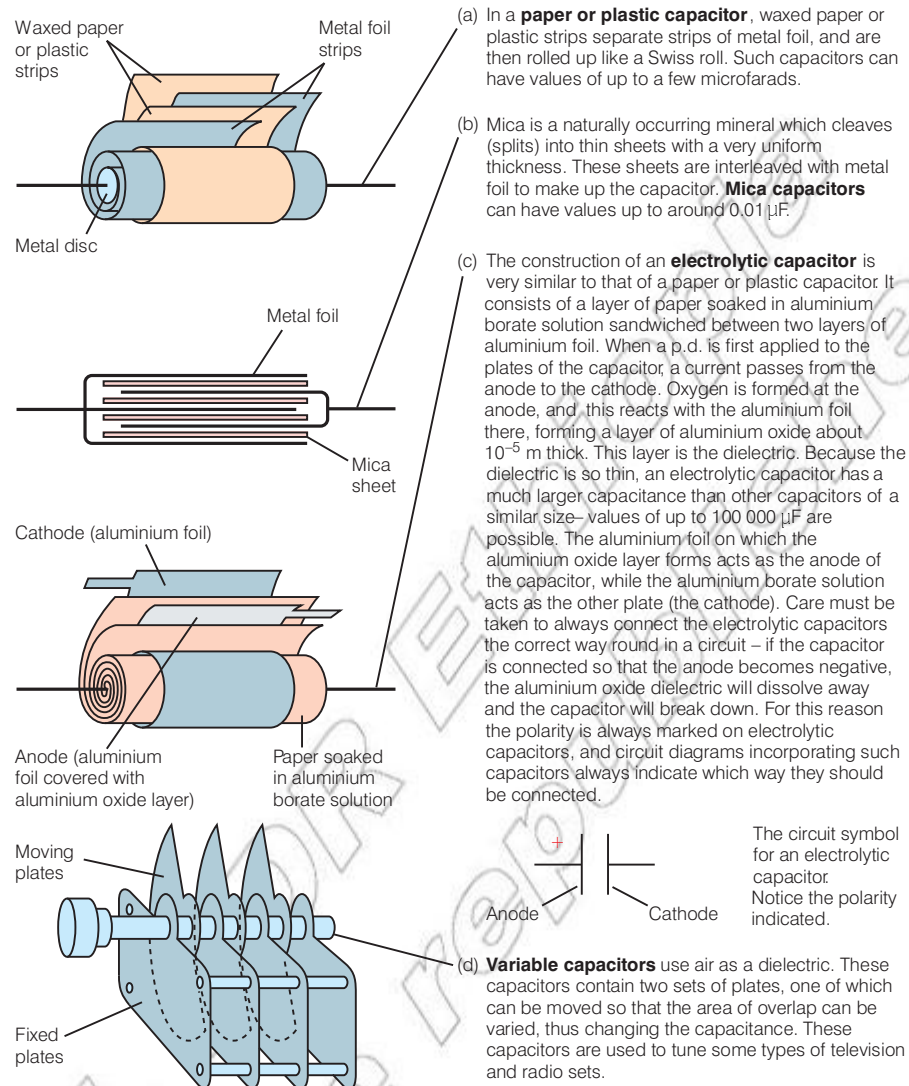 Waxed paper
or plastic
strips
Metal foil
strips
Metal disc
(a) In a paper or plastic capacitor, waxed paper or
plastic strips separate strips of metal foil, and are
then rolled up like a Swiss roll. Such capacitors can
have values of up to a few microfarads.
(b) Mica is a naturally occurring mineral which cleaves
(splits) into thin sheets with a very uniform
thickness. These sheets are interleaved with metal
foil to make up the capacitor. Mica capacitors
can have values up to around 0.01 μF.
Metal foil
Mica
sheet
(c) The construction of an electrolytic capacitor is
very similar to that of a paper or plastic capacitor. It
consists of a layer of paper soaked in aluminium
borate solution sandwiched between two layers of
aluminium foil. When a p.d. is first applied to the
plates of the capacitor, a current passes from the
anode to the cathode. Oxygen is formed at the
anode, and this reacts with the aluminium foil
there, forming a layer of aluminium oxide about
10⁻⁵ m thick. This layer is the dielectric. Because the
dielectric is so thin, an electrolytic capacitor has a
much larger capacitance than other capacitors of a
similar size– values of up to 100 000 μF are
possible. The aluminium foil on which the
aluminium oxide layer forms acts as the anode of
the capacitor, while the aluminium borate solution
acts as the other plate (the cathode). Care must be
taken to always connect the electrolytic capacitors
the correct way round in a circuit – if the capacitor
is connected so that the anode becomes negative,
the aluminium oxide dielectric will dissolve away
and the capacitor will break down. For this reason
the polarity is always marked on electrolytic
capacitors, and circuit diagrams incorporating such
capacitors always indicate which way they should
be connected.
Cathode (aluminium foil)
Anode (aluminium
foil covered with
aluminium oxide layer)
Paper soaked
in aluminium
borate solution
+
Anode
Cathode
The circuit symbol
for an electrolytic
capacitor.
Notice the polarity
indicated.
Moving
plates
Fixed
plates
(d) Variable capacitors use air as a dielectric. These
capacitors contain two sets of plates, one of which
can be moved so that the area of overlap can be
varied, thus changing the capacitance. These
capacitors are used to tune some types of television
and radio sets.